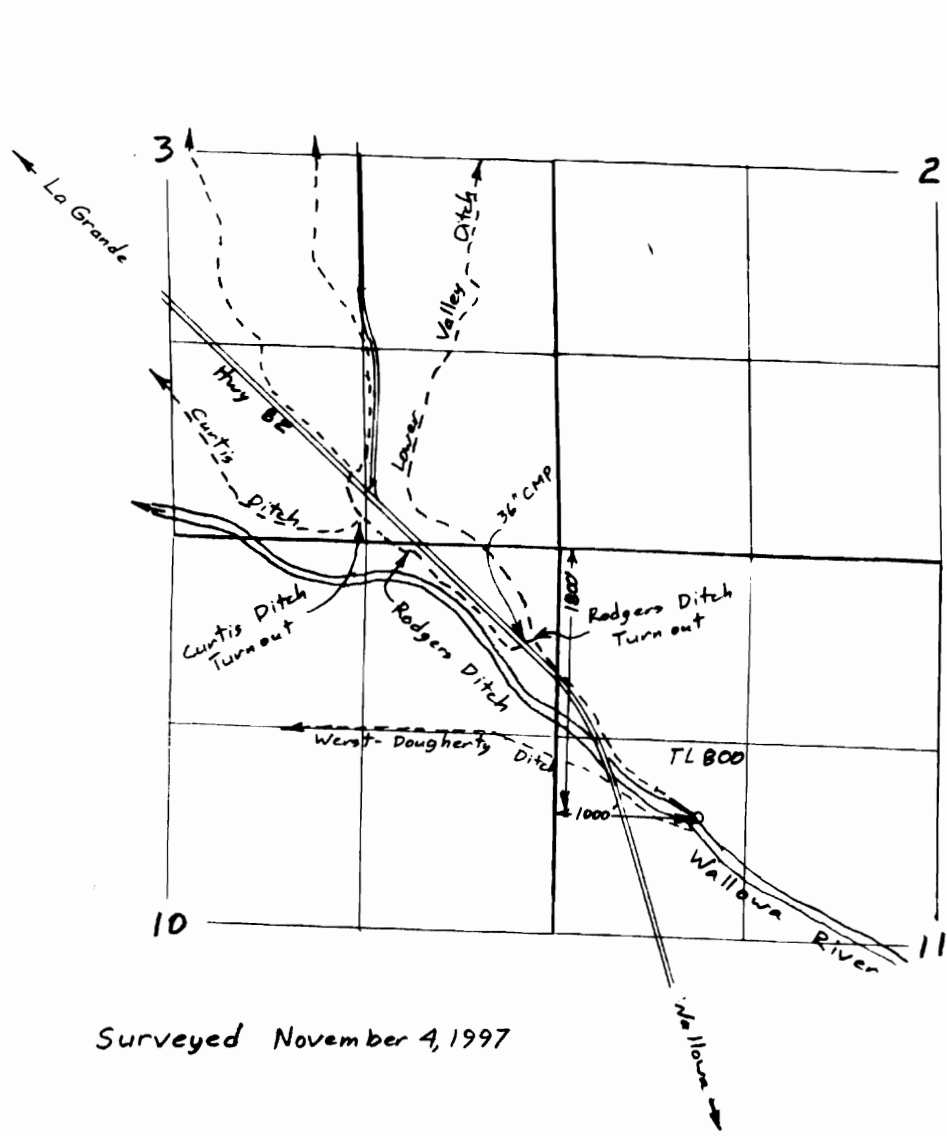 3
2
La Grande
Lower Valley Ditch
Hwy 82
Curtis Ditch
36" CMP
1800'
Rodgers Ditch
Turnout
Curtis Ditch
Turnout
Rodgers Ditch
Werst-Dougherty Ditch
TL 800
1000
Wallowa River
10
11
Surveyed November 4, 1997
Wallowa